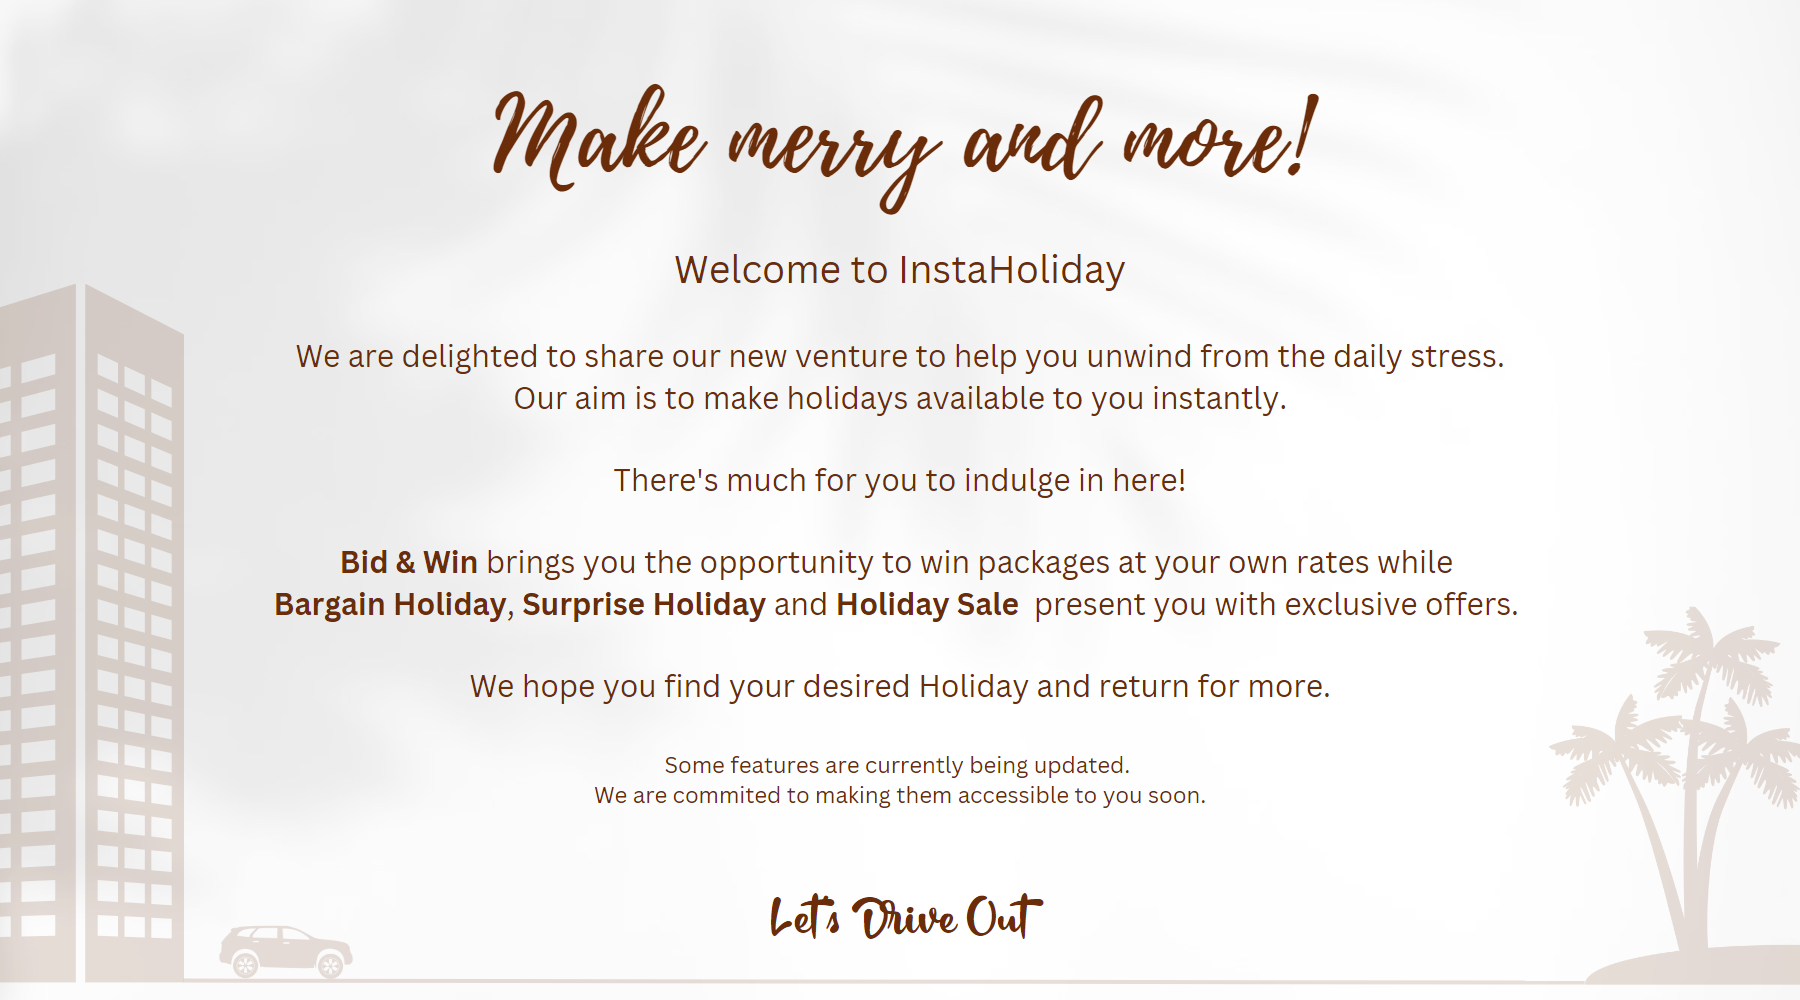 Make merry and more!
Welcome to InstaHoliday
We are delighted to share our new venture to help you unwind from the daily stress.
Our aim is to make holidays available to you instantly.
There's much for you to indulge in here!
Bid & Win brings you the opportunity to win packages at your own rates while
Bargain Holiday, Surprise Holiday and Holiday Sale present you with exclusive offers.
We hope you find your desired Holiday and return for more.
Some features are currently being updated.
We are commited to making them accessible to you soon.
Let's Drive Out